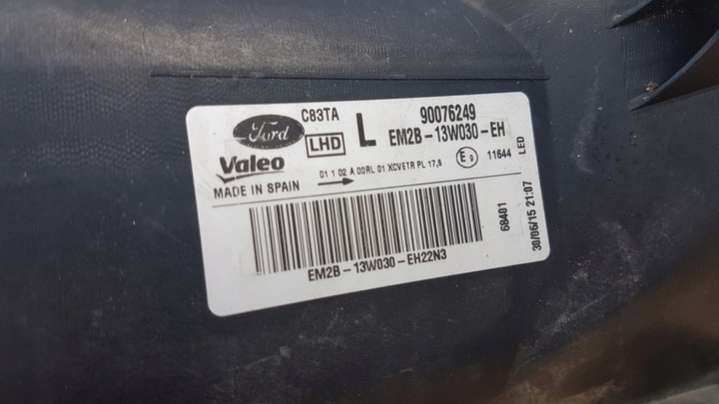 C83TA
Ford
LHD
L
90076249
EM2B-13W030-EH
Valeo
01 1 02 A 00RL 01 XCVETR PL 17,5
E9
11644
LED
MADE IN SPAIN
68401
30/06/15 21:07
EM2B-13W030-EH22N3